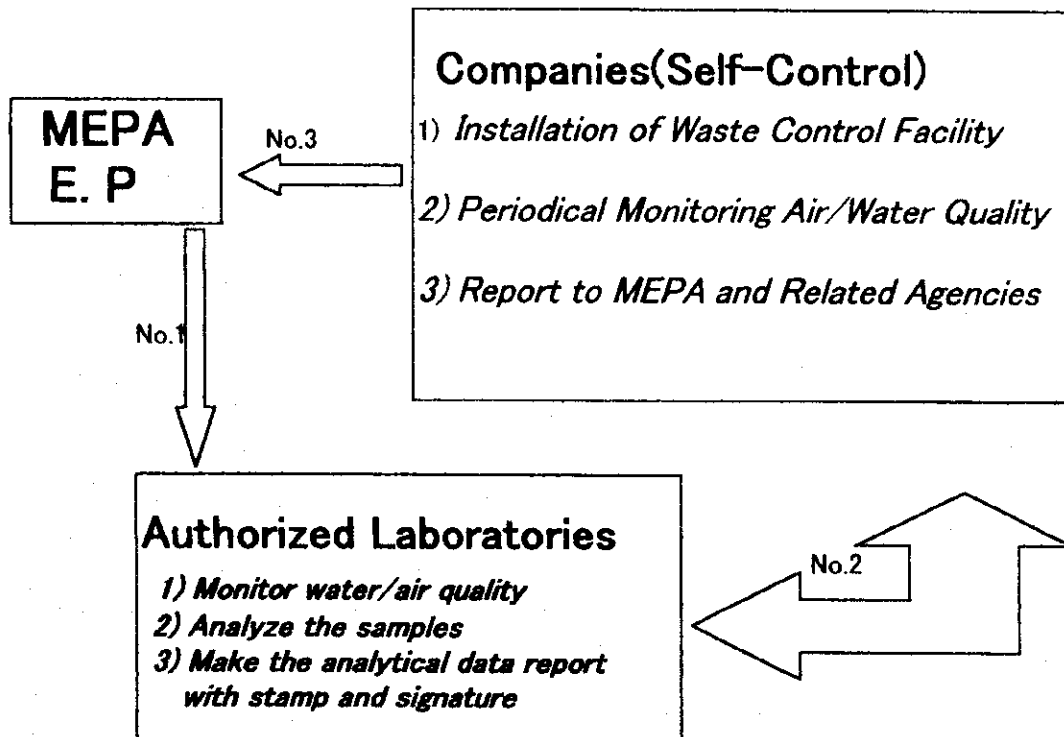 Companies(Self-Control)
1) Installation of Waste Control Facility
2) Periodical Monitoring Air/Water Quality
3) Report to MEPA and Related Agencies
MEPA
E. P
No.3
No.1
Authorized Laboratories
1) Monitor water/air quality
2) Analyze the samples
3) Make the analytical data report
with stamp and signature
No.2